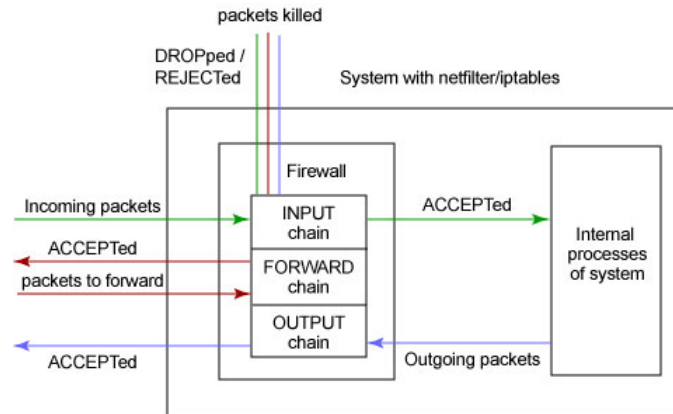 packets killed
DROPped /
REJECTed
System with netfilter/iptables
Firewall
Incoming packets
INPUT
chain
ACCEPTed
Internal
processes
of system
ACCEPTed
FORWARD
chain
packets to forward
OUTPUT
chain
ACCEPTed
Outgoing packets